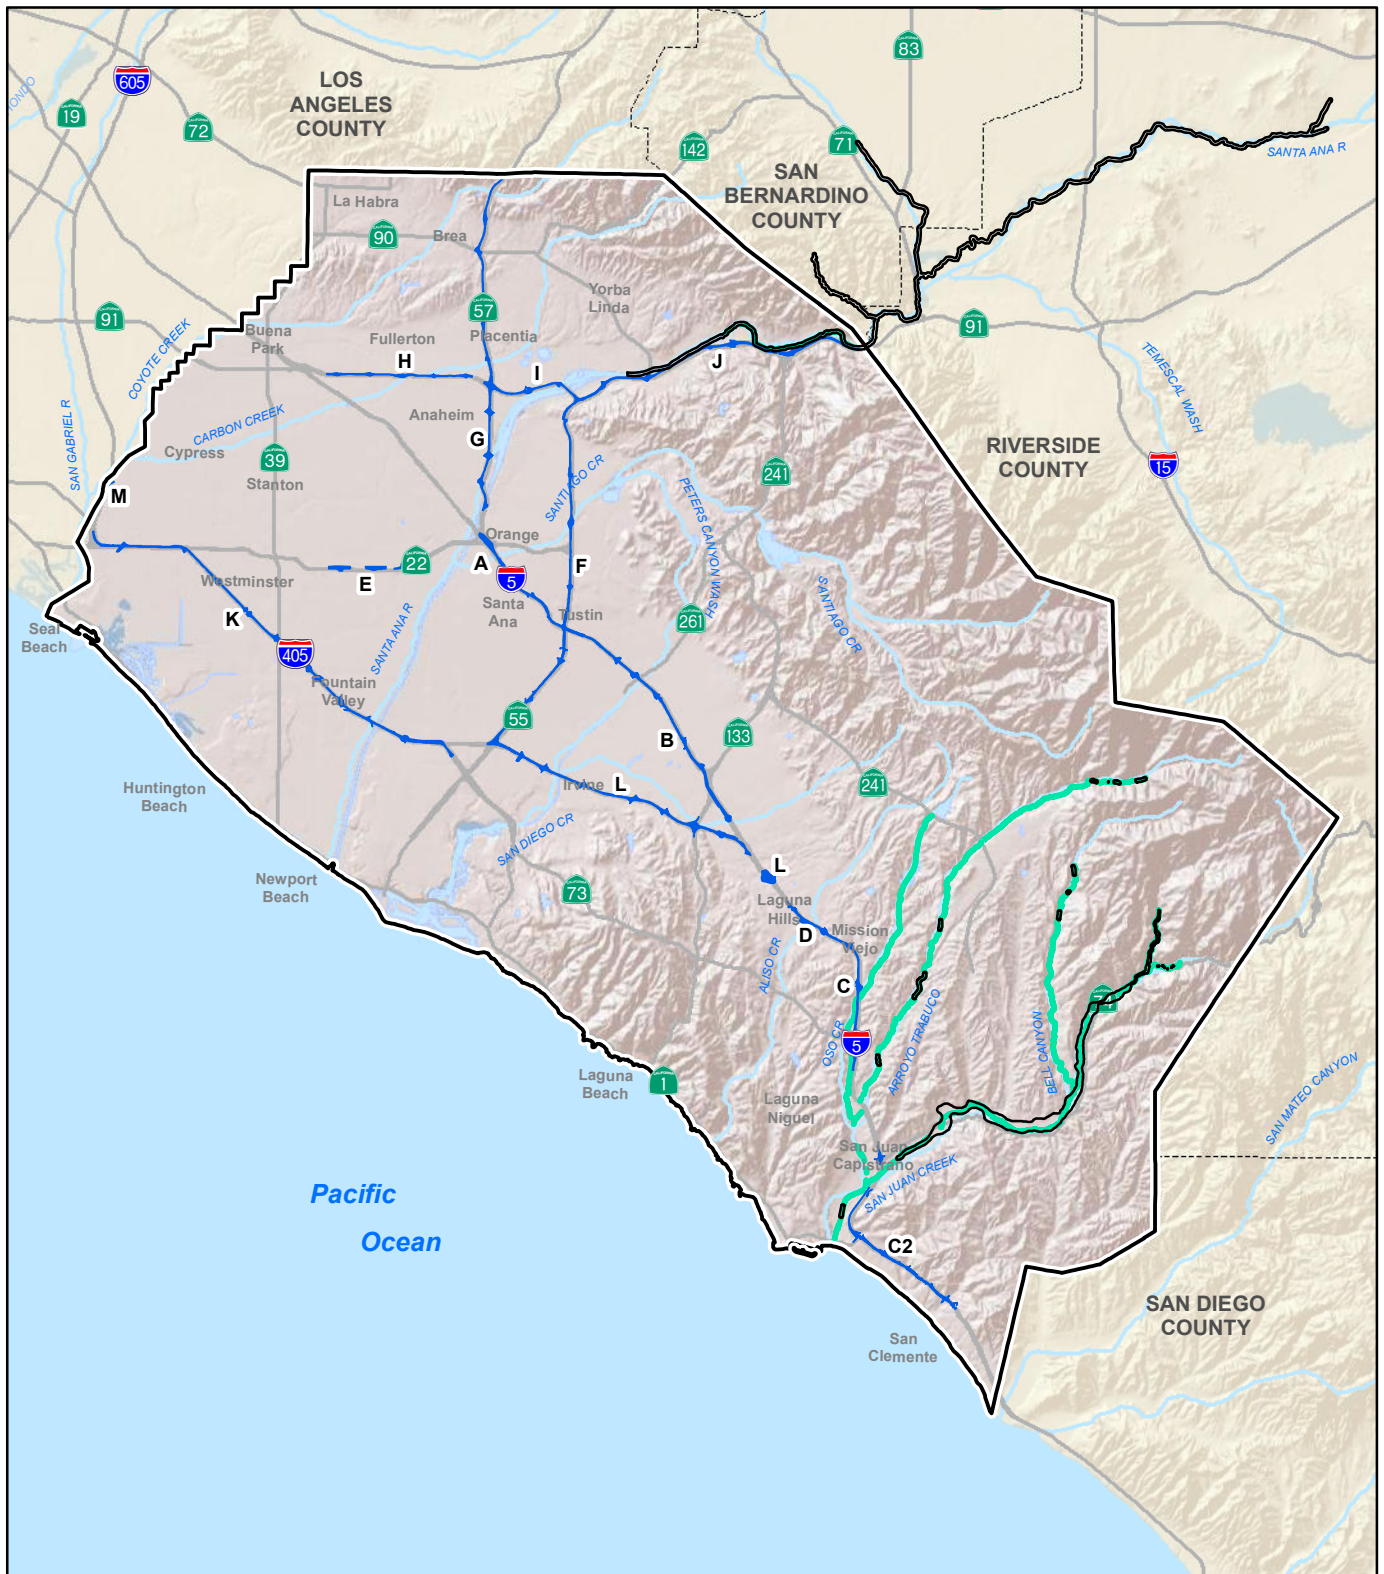 LOS
ANGELES
COUNTY
605
19
72
CALIFORNIA
83
CALIFORNIA
142
CALIFORNIA
71
SANTA ANA R
SAN
BERNARDINO
COUNTY
La Habra
90
Brea
Yorba
Linda
57
Placentia
91
COYOTE CREEK
Buena
Park
Fullerton
H
I
J
91
TEMESCAL WASH
Anaheim
G
CARBON CREEK
Cypress
SAN GABRIEL R
39
Stanton
M
SANTIAGO CR
PETERS CANYON WASH
241
RIVERSIDE
COUNTY
15
Orange
A
F
22
E
5
Westminster
Santa
Ana
Tustin
SANTIAGO CR
261
K
SANTA ANA R
Seal
Beach
405
Fountain
Valley
55
B
133
Huntington
Beach
Irvine
L
241
SAN DIEGO CR
Newport
Beach
73
L
Laguna
Hills
D
Mission
Viejo
ALISO CR
C
OSO CR
5
ARROYO TRABUCO
BELL CANYON
Laguna
Beach
1
Laguna
Niguel
SAN MATEO CANYON
San Juan
Capistrano
SAN JUAN CREEK
Pacific
Ocean
C2
SAN DIEGO
COUNTY
San
Clemente